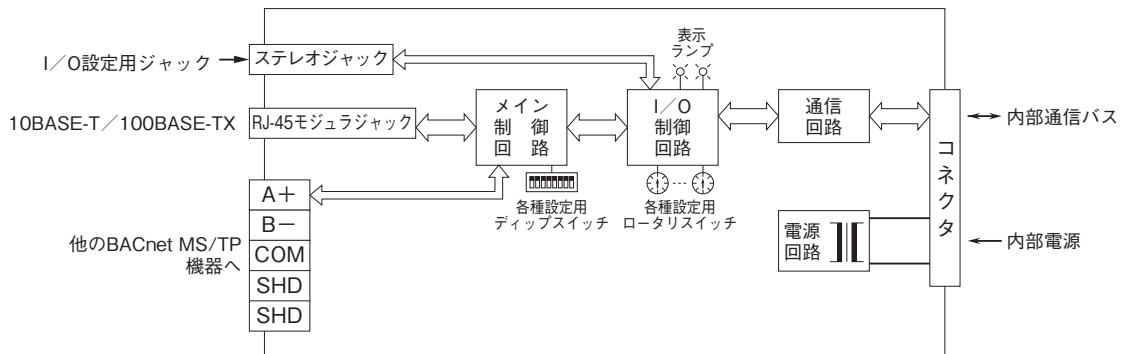 表示
ランプ
I／O設定用ジャック
ステレオジャック
10BASE-T／100BASE-TX
RJ-45モジュラジャック
メイン
制御
回路
I／O
制御
回路
通信
回路
内部通信バス
コネクタ
各種設定用
ディップスイッチ
各種設定用
ロータリスイッチ
A＋
B－
COM
SHD
SHD
他のBACnet MS/TP
機器へ
電源
回路
内部電源